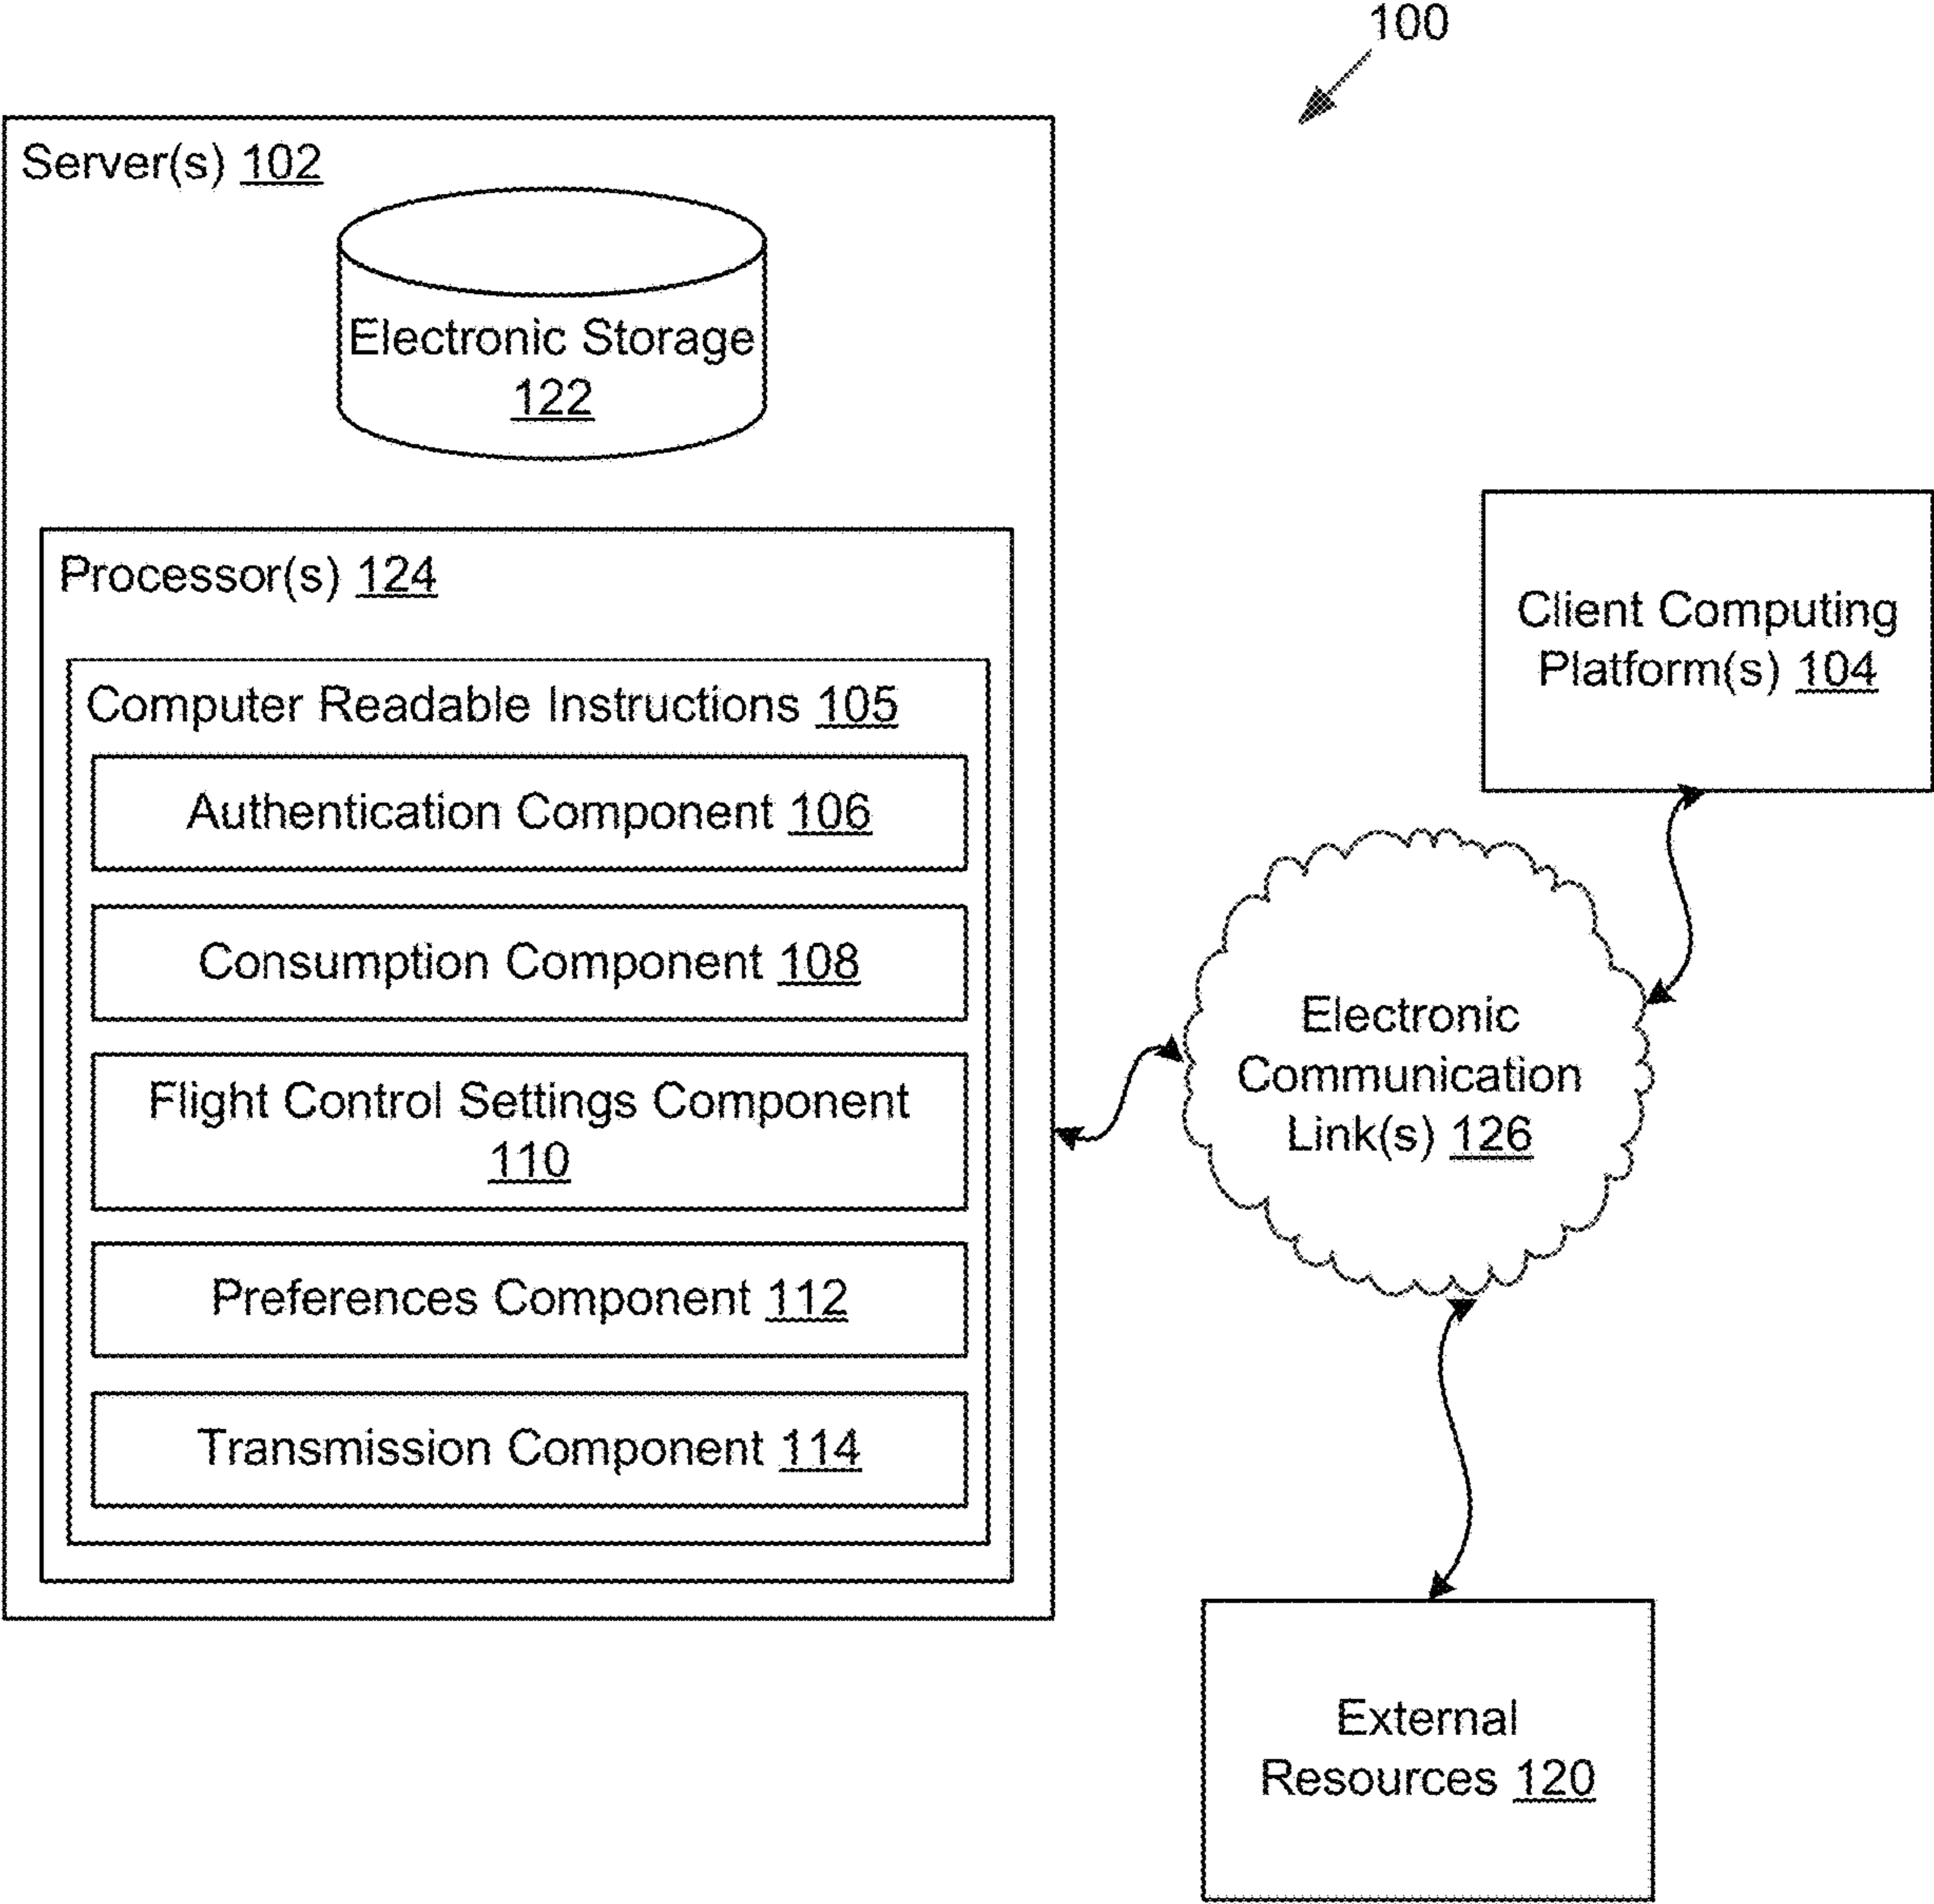 100
Server(s) 102
Electronic Storage
122
Processor(s) 124
Computer Readable Instructions 105
Authentication Component 106
Consumption Component 108
Flight Control Settings Component
110
Preferences Component 112
Transmission Component 114
Client Computing
Platform(s) 104
Electronic
Communication
Link(s) 126
External
Resources 120